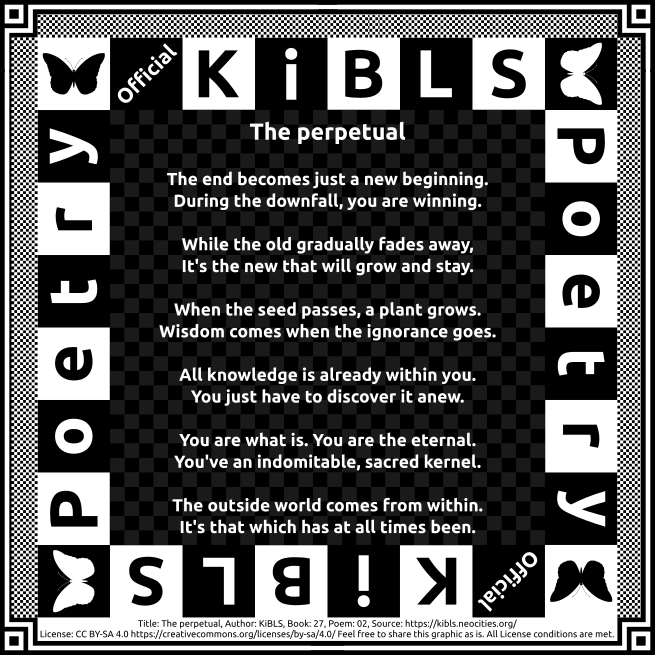 Official
KiBLS
Poetry
Poetry
The perpetual
The end becomes just a new beginning.
During the downfall, you are winning.
While the old gradually fades away,
It's the new that will grow and stay.
When the seed passes, a plant grows.
Wisdom comes when the ignorance goes.
All knowledge is already within you.
You just have to discover it anew.
You are what is. You are the eternal.
You've an indomitable, sacred kernel.
The outside world comes from within.
It's that which has at all times been.
Official
KiBLS
Title: The perpetual, Author: KiBLS, Book: 27, Poem: 02, Source: https://kibls.neocities.org/
License: CC BY-SA 4.0 https://creativecommons.org/licenses/by-sa/4.0/ Feel free to share this graphic as is. All License conditions are met.